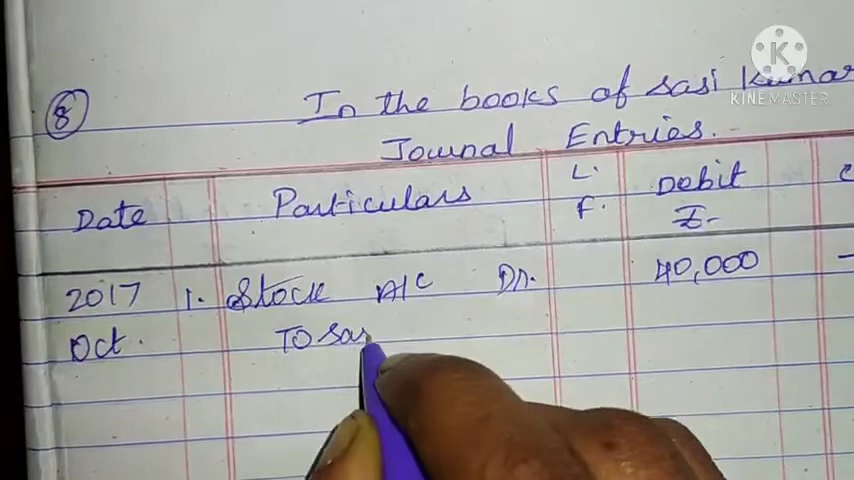 K
KINEMASTER
8 In the books of Sasi Kumar
Journal Entries.
Date Particulars L. F. Debit ₹
2017 1. Stock A/C Dr. 40,000
Oct. To Sas